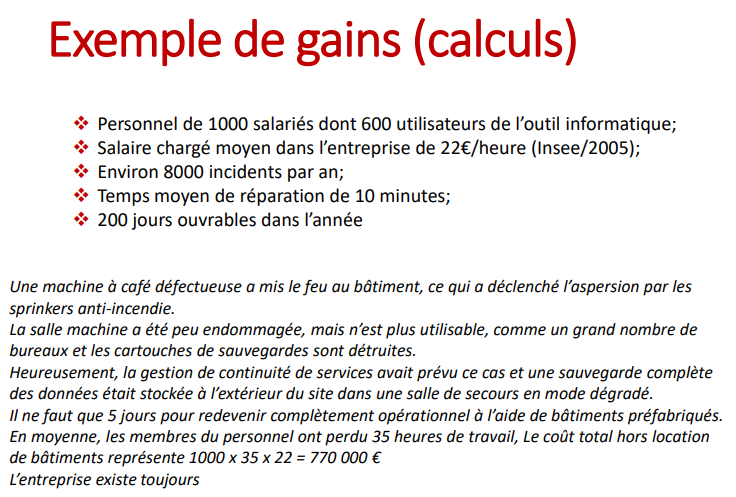 Exemple de gains (calculs)
❖ Personnel de 1000 salariés dont 600 utilisateurs de l’outil informatique;
❖ Salaire chargé moyen dans l’entreprise de 22€/heure (Insee/2005);
❖ Environ 8000 incidents par an;
❖ Temps moyen de réparation de 10 minutes;
❖ 200 jours ouvrables dans l’année
Une machine à café défectueuse a mis le feu au bâtiment, ce qui a déclenché l’aspersion par les
sprinkers anti-incendie.
La salle machine a été peu endommagée, mais n’est plus utilisable, comme un grand nombre de
bureaux et les cartouches de sauvegardes sont détruites.
Heureusement, la gestion de continuité de services avait prévu ce cas et une sauvegarde complète
des données était stockée à l’extérieur du site dans une salle de secours en mode dégradé.
Il ne faut que 5 jours pour redevenir complètement opérationnel à l’aide de bâtiments préfabriqués.
En moyenne, les membres du personnel ont perdu 35 heures de travail, Le coût total hors location
de bâtiments représente 1000 x 35 x 22 = 770 000 €
L’entreprise existe toujours